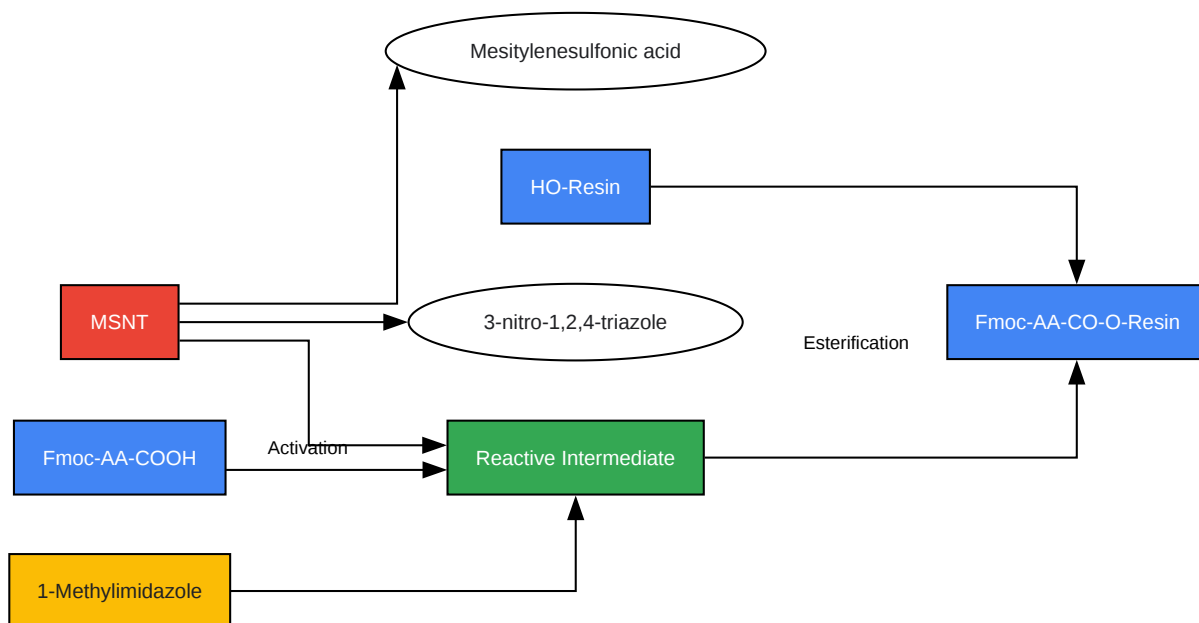 Mesitylenesulfonic acid
HO-Resin
MSNT
3-nitro-1,2,4-triazole
Fmoc-AA-CO-O-Resin
Esterification
Fmoc-AA-COOH
Activation
Reactive Intermediate
1-Methylimidazole